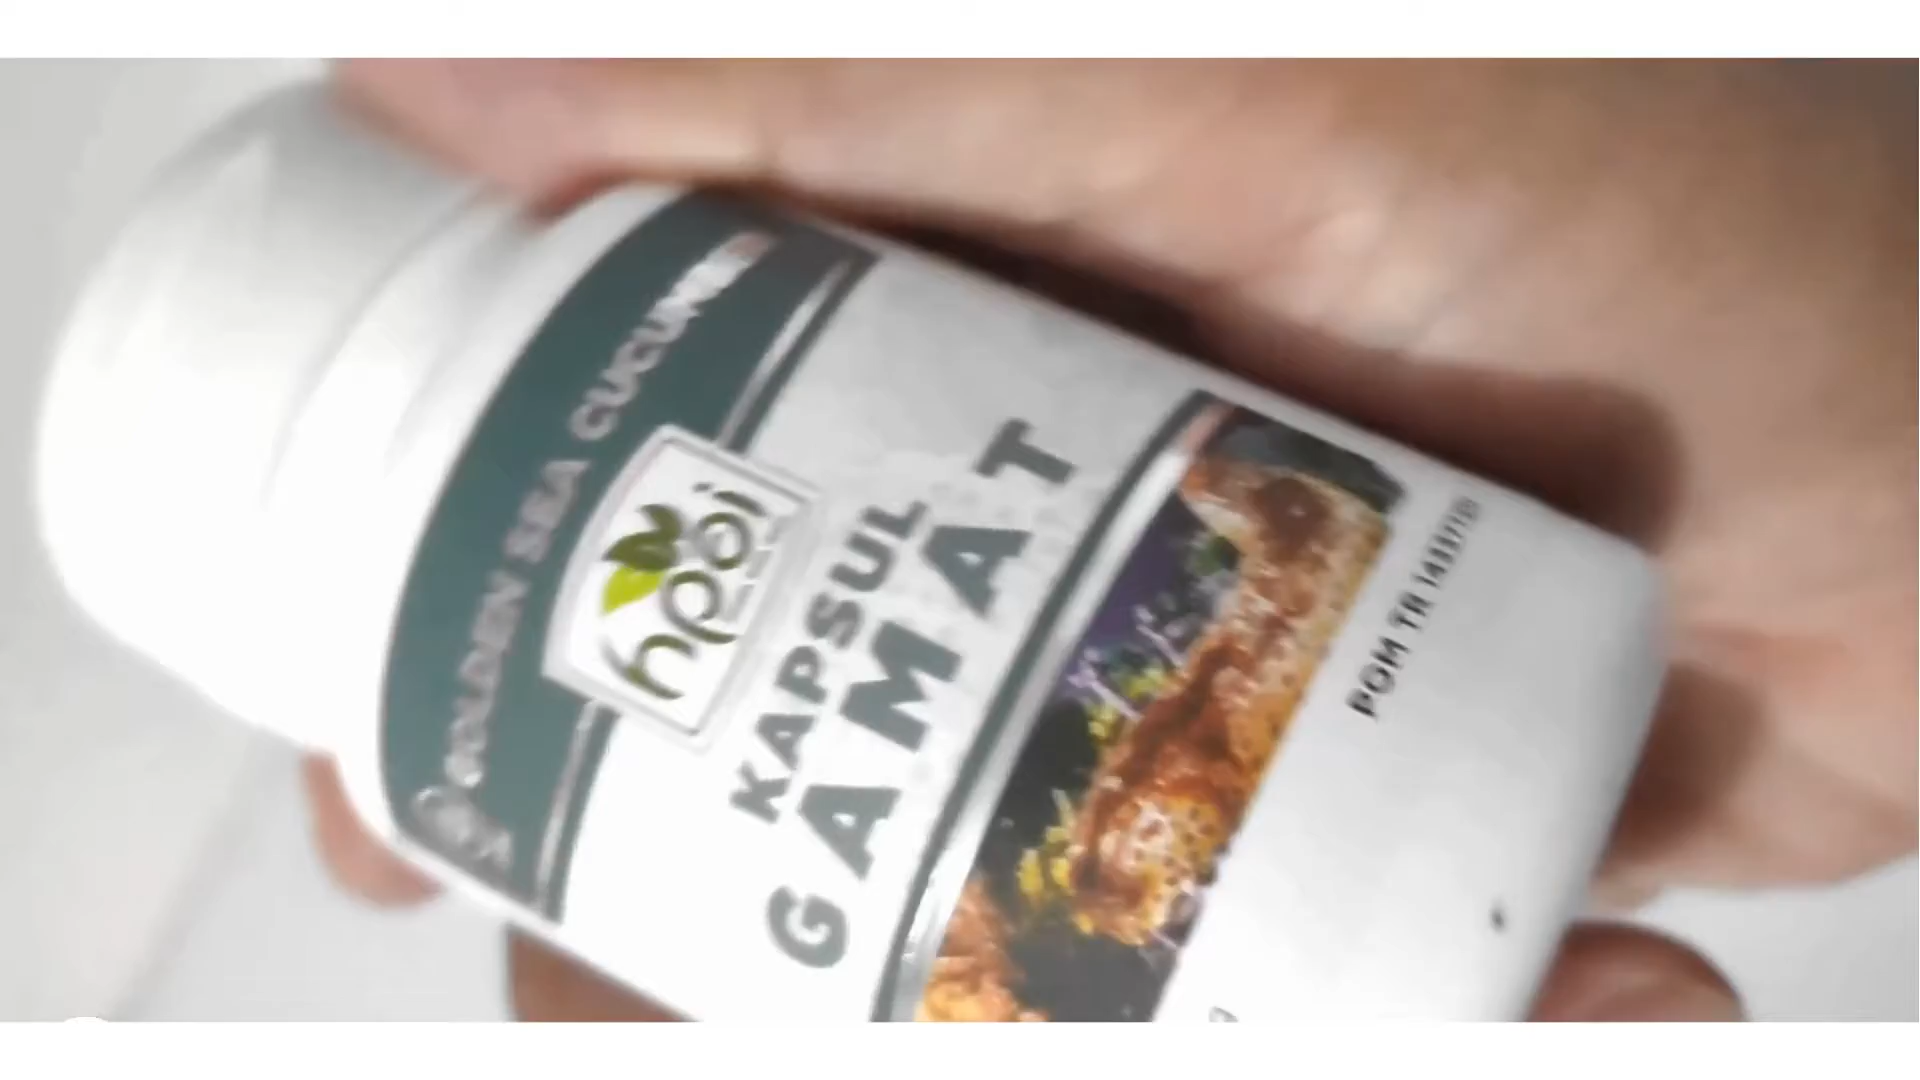 GOLDEN SEA CUCUMBER
hpai
KAPSUL
GAMAT
POM TR